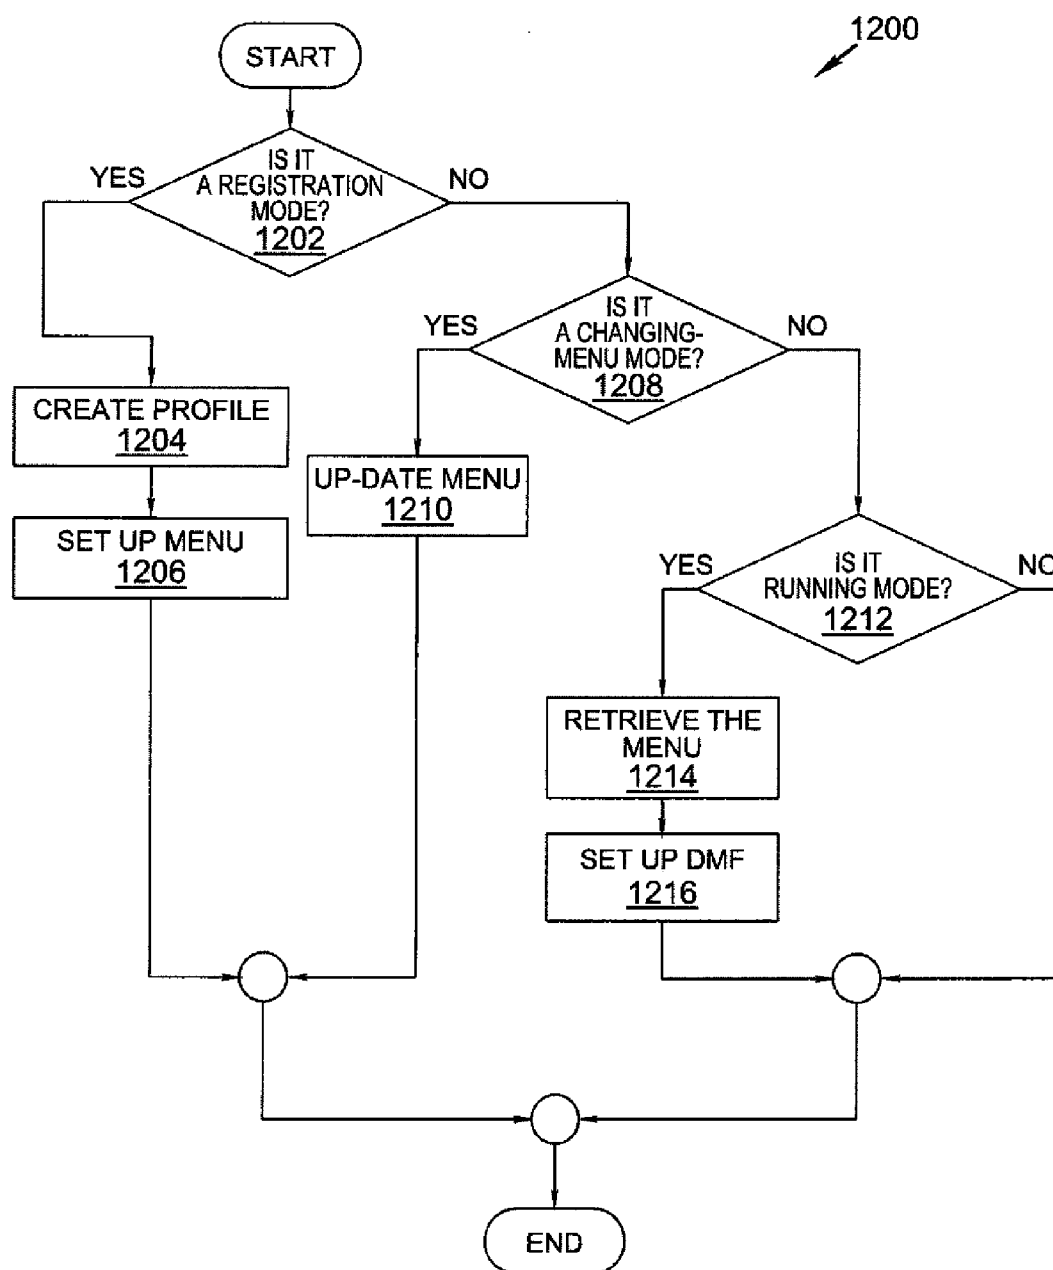 1200
START
YES
IS IT
A REGISTRATION
MODE?
1202
NO
YES
IS IT
A CHANGING-
MENU MODE?
1208
NO
CREATE PROFILE
1204
UP-DATE MENU
1210
SET UP MENU
1206
YES
IS IT
RUNNING MODE?
1212
NO
RETRIEVE THE
MENU
1214
SET UP DMF
1216
END